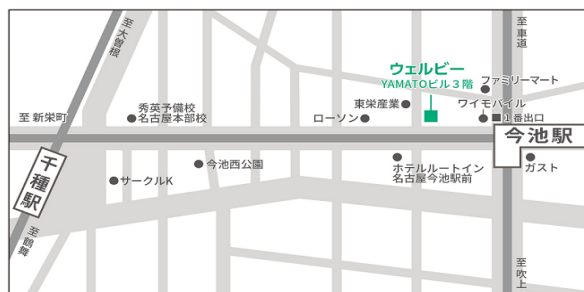 至大曽根
至車道
ウェルビー
YAMATOビル3階
ファミリーマート
秀英予備校
名古屋本部校
東栄産業
ワイモバイル
至新栄町
ローソン
1番出口
今池駅
千種駅
今池西公園
ホテルルートイン
名古屋今池駅前
ガスト
サークルK
至鶴舞
至吹上